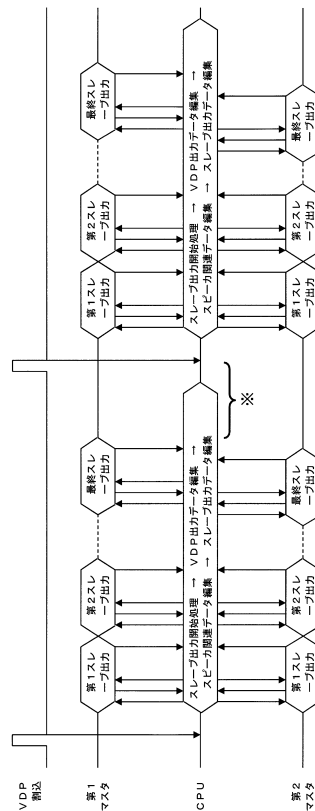 VDP
割込
第1
マスタ
CPU
第2
マスタ
第1スレ
ーブ出力
第2スレ
ーブ出力
最終スレ
ーブ出力
第1スレ
ーブ出力
第2スレ
ーブ出力
最終スレ
ーブ出力
スレーブ出力開始処理 → VDP出力データ編集 →
スピーカ関連データ編集 → スレーブ出力データ編集
※
スレーブ出力開始処理 → VDP出力データ編集 →
スピーカ関連データ編集 → スレーブ出力データ編集
第1スレ
ーブ出力
第2スレ
ーブ出力
最終スレ
ーブ出力
第1スレ
ーブ出力
第2スレ
ーブ出力
最終スレ
ーブ出力